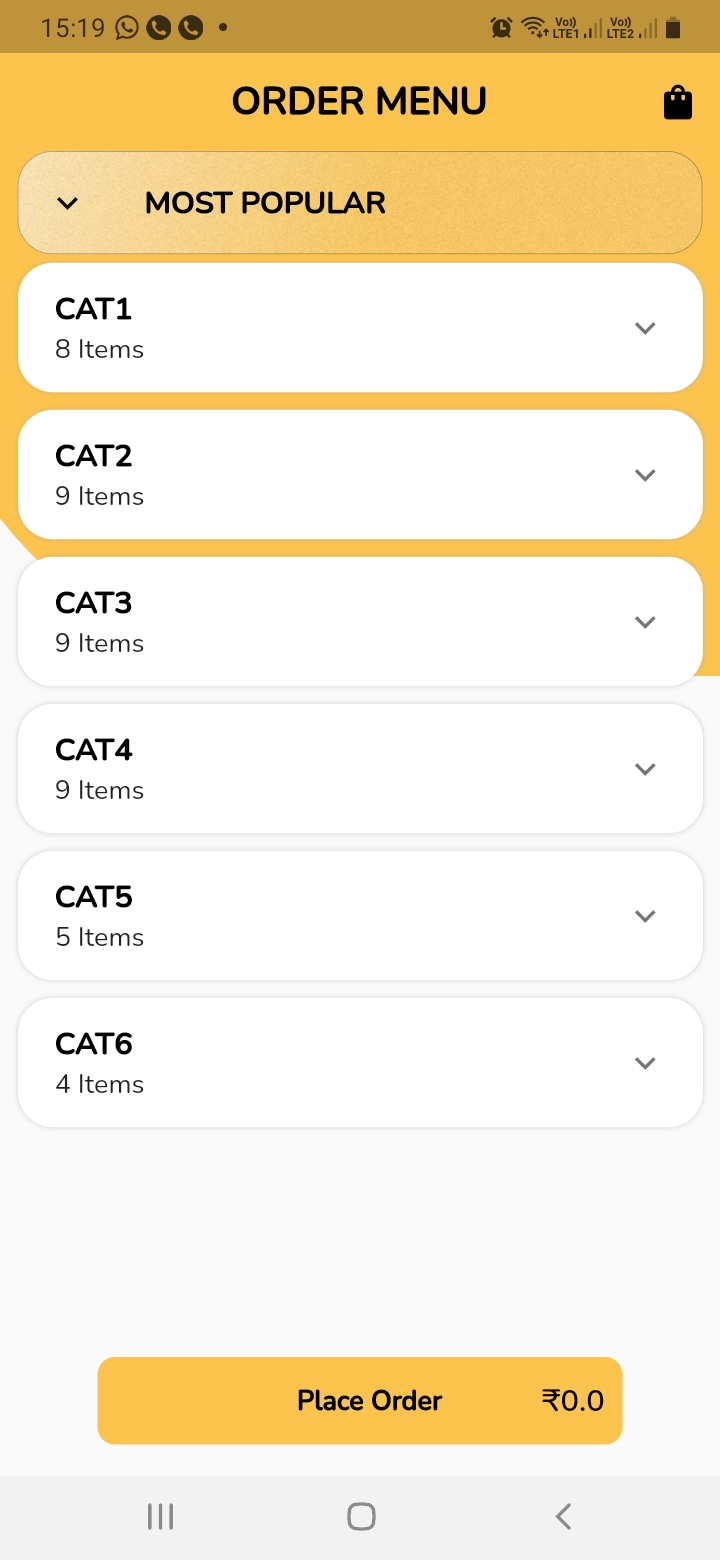 15:19 Vo)) LTE1 Vo)) LTE2
ORDER MENU
MOST POPULAR
CAT1
8 Items
CAT2
9 Items
CAT3
9 Items
CAT4
9 Items
CAT5
5 Items
CAT6
4 Items
Place Order ₹0.0